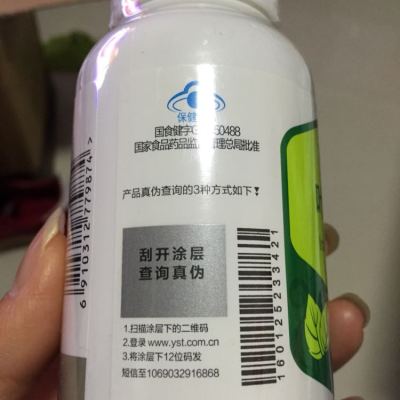 保健
国食健字G 50488
国家食品药品监 理总局批准
产品真伪查询的3种方式如下
刮开涂层
查询真伪
1.扫描涂层下的二维码
2.登录 www.yst.com.cn
3.将涂层下12位码发
短信至1069032916868
6910312779874>
1601252334 21